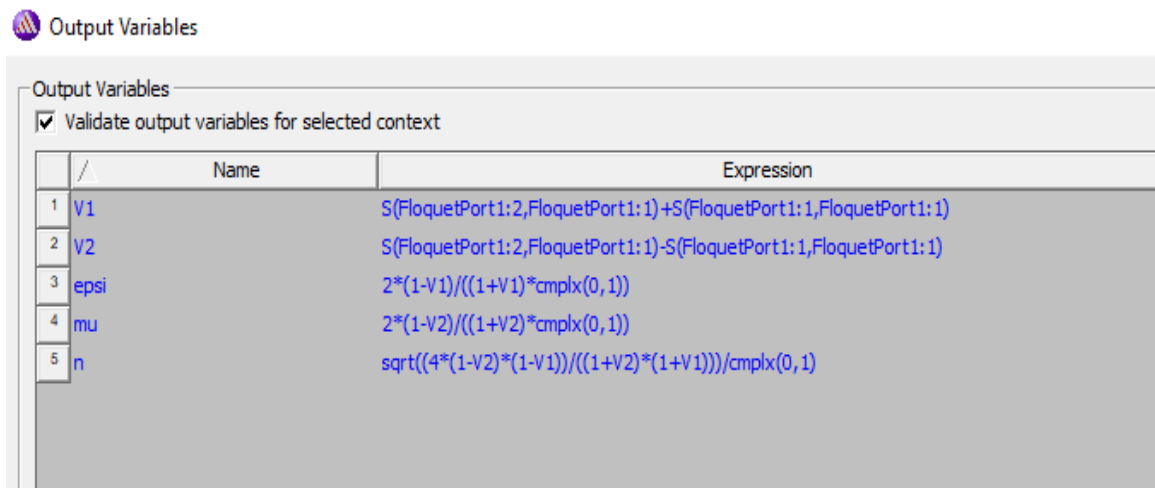 Output Variables
Output Variables
Validate output variables for selected context
/ Name Expression
1 V1 S(FloquetPort1:2,FloquetPort1:1)+S(FloquetPort1:1,FloquetPort1:1)
2 V2 S(FloquetPort1:2,FloquetPort1:1)-S(FloquetPort1:1,FloquetPort1:1)
3 epsi 2*(1-V1)/((1+V1)*cmplx(0,1))
4 mu 2*(1-V2)/((1+V2)*cmplx(0,1))
5 n sqrt((4*(1-V2)*(1-V1))/((1+V2)*(1+V1)))/cmplx(0,1)